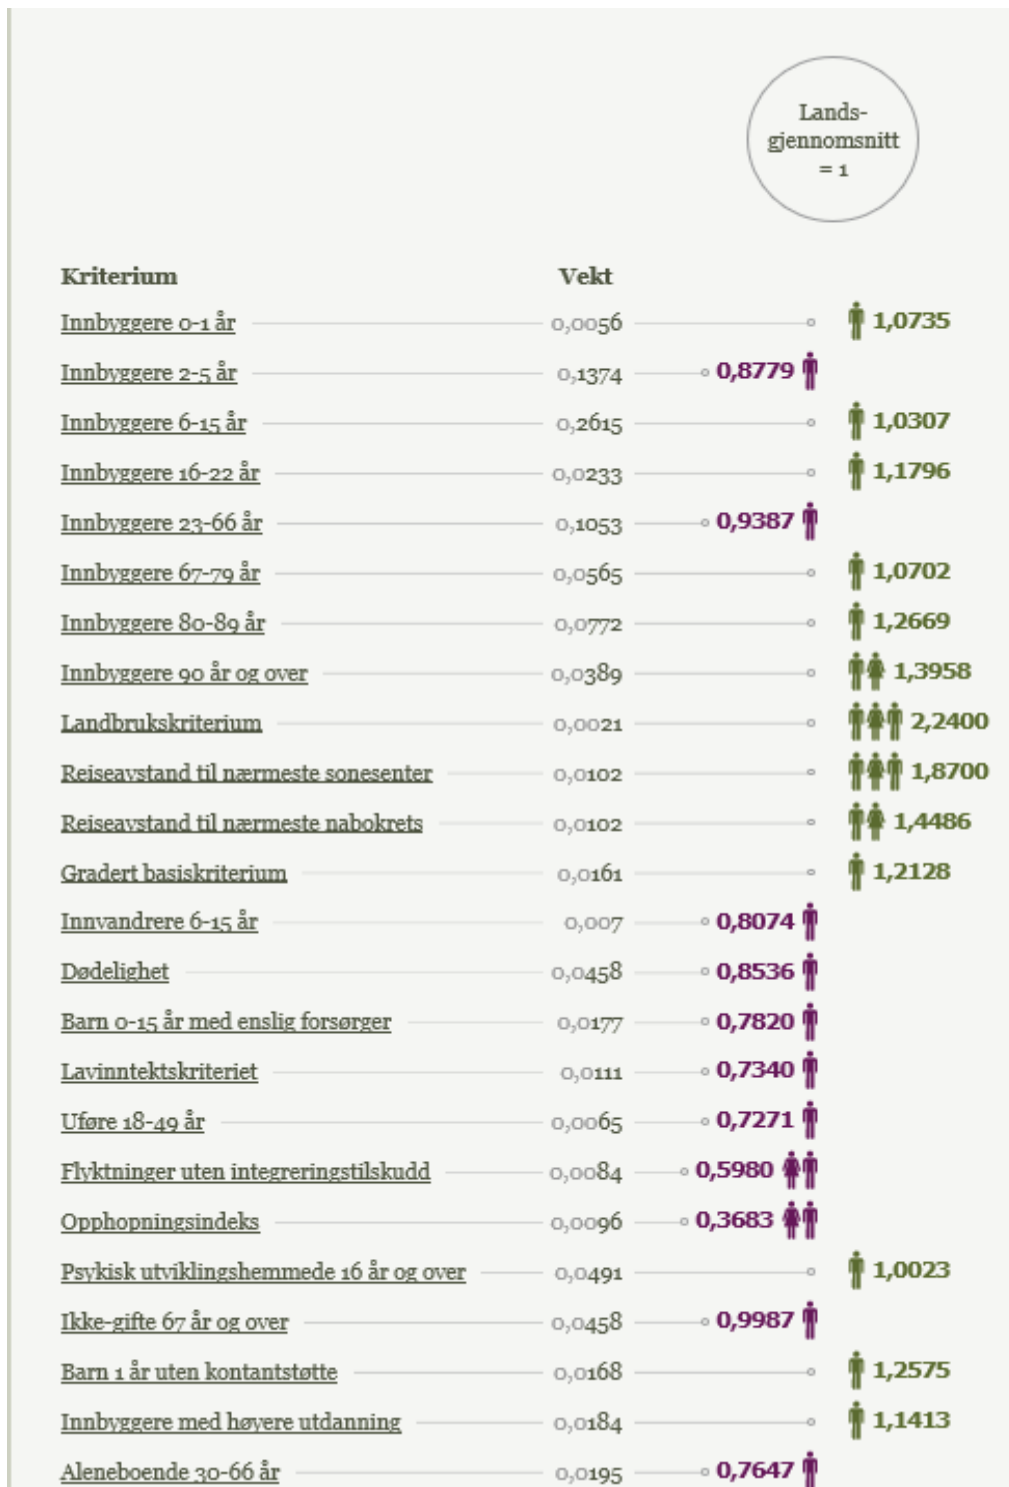 Lands-
gjennomsnitt
= 1
Kriterium Vekt
Innbyggere 0-1 år 0,0056 1,0735
Innbyggere 2-5 år 0,1374 0,8779
Innbyggere 6-15 år 0,2615 1,0307
Innbyggere 16-22 år 0,0233 1,1796
Innbyggere 23-66 år 0,1053 0,9387
Innbyggere 67-79 år 0,0565 1,0702
Innbyggere 80-89 år 0,0772 1,2669
Innbyggere 90 år og over 0,0389 1,3958
Landbrukskriterium 0,0021 2,2400
Reiseavstand til nærmeste sonesenter 0,0102 1,8700
Reiseavstand til nærmeste nabokrets 0,0102 1,4486
Gradert basiskriterium 0,0161 1,2128
Innvandrere 6-15 år 0,007 0,8074
Dødelighet 0,0458 0,8536
Barn 0-15 år med enslig forsørger 0,0177 0,7820
Lavinntektskriteriet 0,0111 0,7340
Uføre 18-49 år 0,0065 0,7271
Flyktninger uten integreringstilskudd 0,0084 0,5980
Opphopningsindeks 0,0096 0,3683
Psykisk utviklingshemmede 16 år og over 0,0491 1,0023
Ikke-gifte 67 år og over 0,0458 0,9987
Barn 1 år uten kontantstøtte 0,0168 1,2575
Innbyggere med høyere utdanning 0,0184 1,1413
Aleneboende 30-66 år 0,0195 0,7647